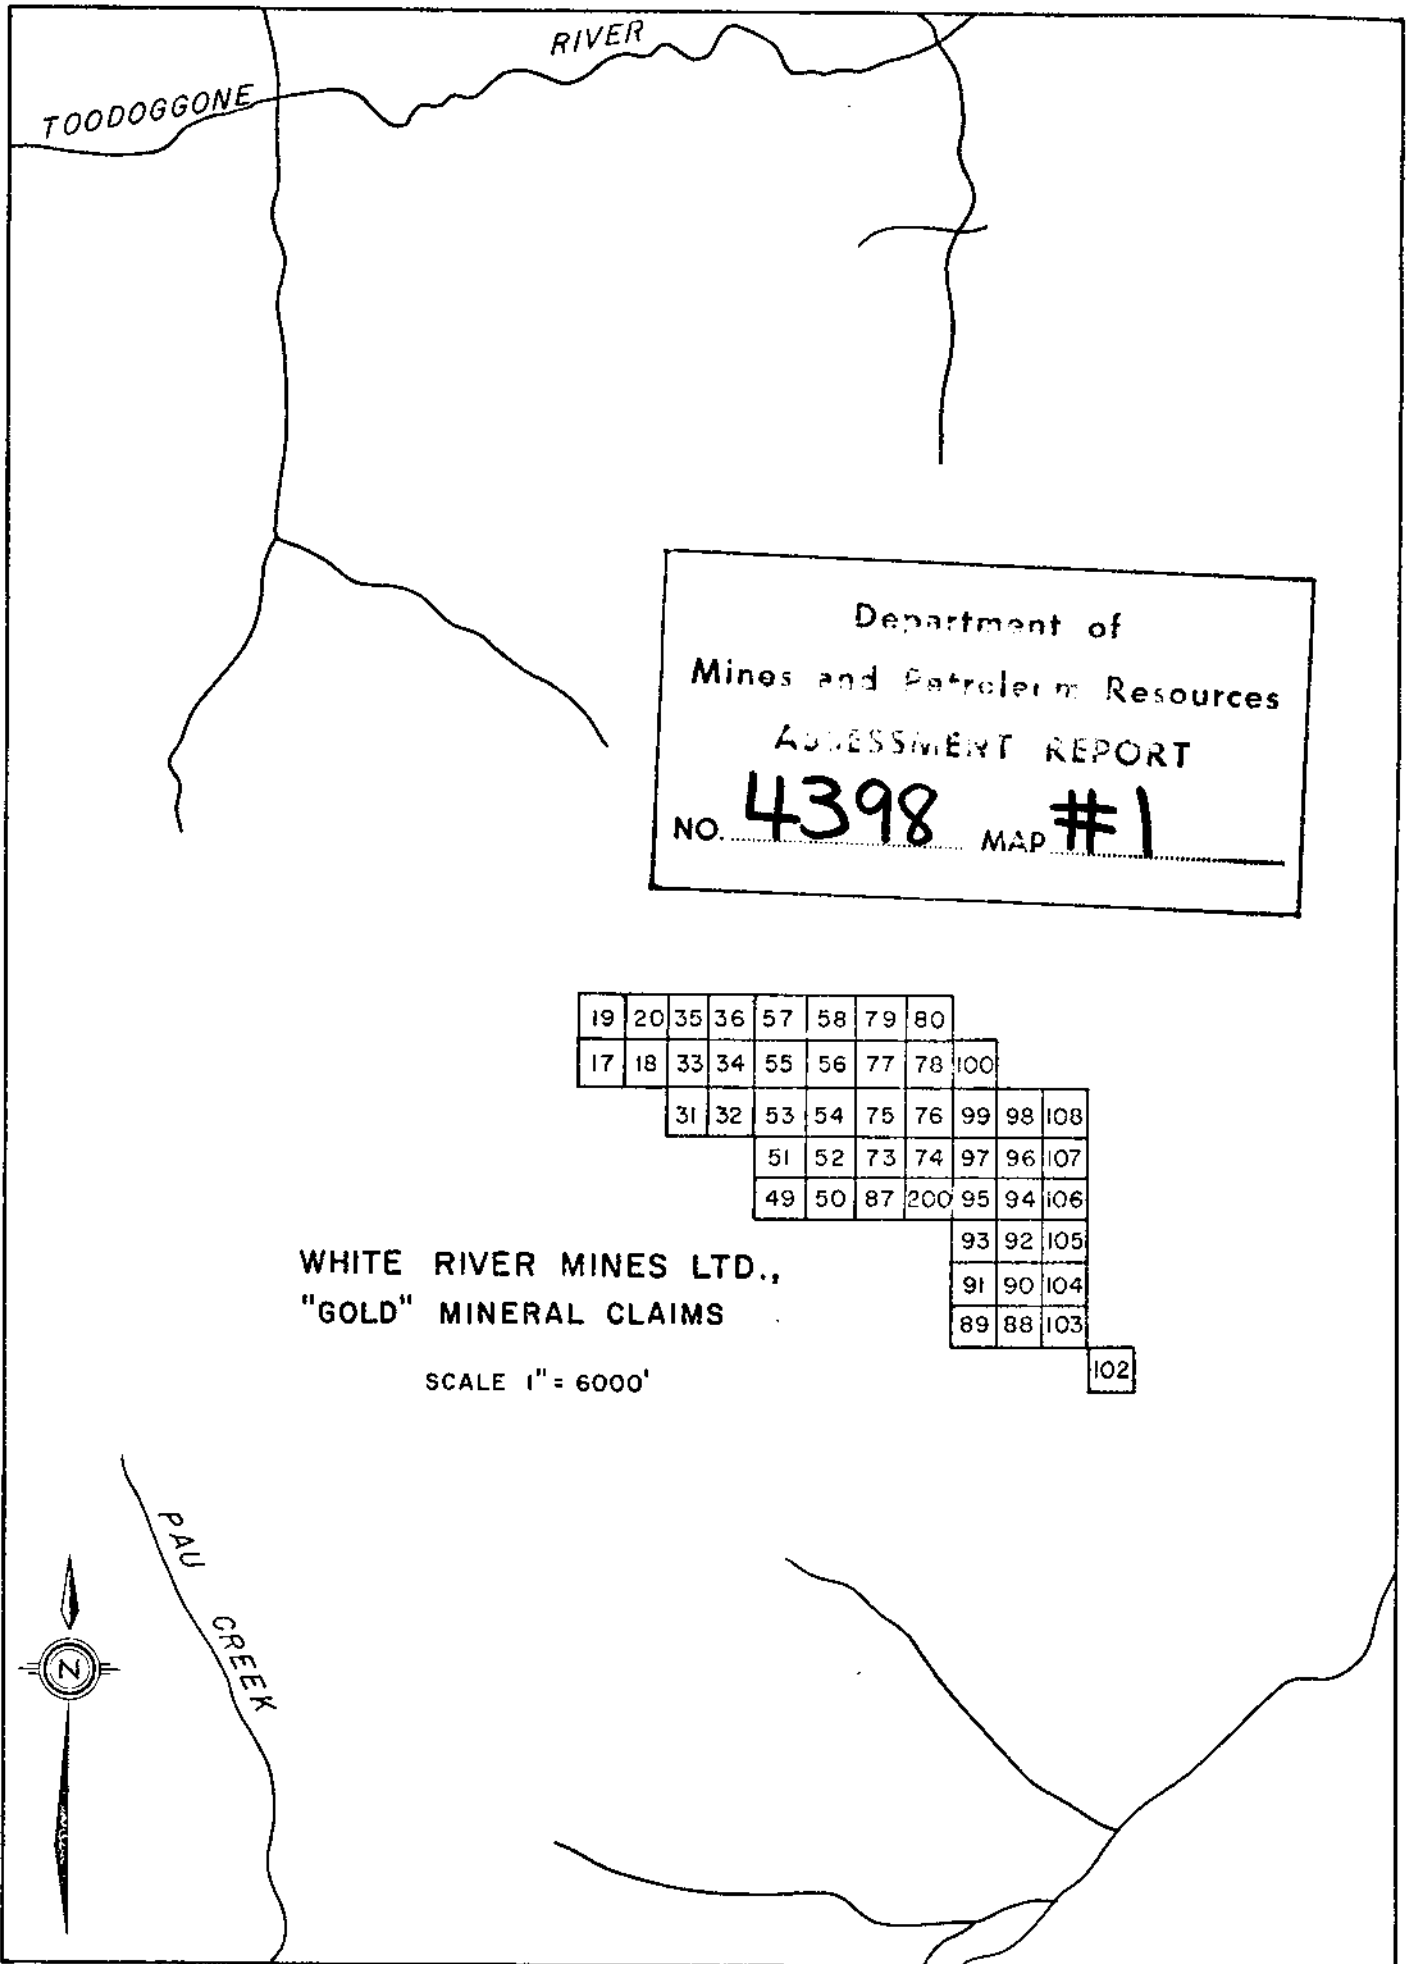 TOODOGGONE RIVER
Department of
Mines and Petroleum Resources
ASSESSMENT REPORT
NO. 4398 MAP #1
19 20 35 36 57 58 79 80
17 18 33 34 55 56 77 78 100
31 32 53 54 75 76 99 98 108
51 52 73 74 97 96 107
49 50 87 200 95 94 106
93 92 105
91 90 104
89 88 103
102
WHITE RIVER MINES LTD.,
"GOLD" MINERAL CLAIMS
SCALE 1" = 6000'
PAU CREEK
N